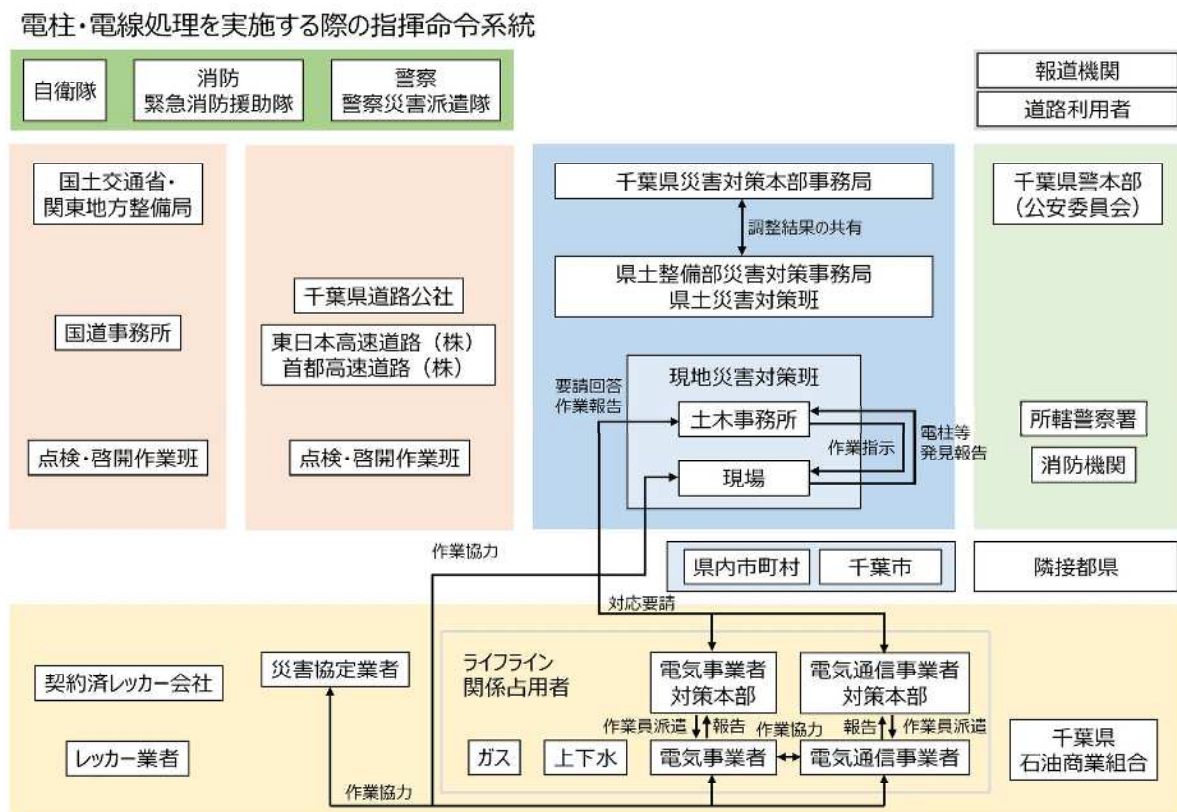 電柱・電線処理を実施する際の指揮命令系統
自衛隊
消防
緊急消防援助隊
警察
警察災害派遣隊
報道機関
道路利用者
国土交通省・
関東地方整備局
国道事務所
点検・啓開作業班
千葉県道路公社
東日本高速道路（株）
首都高速道路（株）
点検・啓開作業班
千葉県災害対策本部事務局
調整結果の共有
県土整備部災害対策事務局
県土災害対策班
現地災害対策班
要請回答
作業報告
土木事務所
作業指示
電柱等
発見報告
現場
千葉県警本部
（公安委員会）
所轄警察署
消防機関
作業協力
県内市町村
千葉市
隣接都県
対応要請
契約済レッカー会社
レッカー業者
災害協定業者
ライフライン
関係占用者
電気事業者
対策本部
電気通信事業者
対策本部
作業員派遣
報告
作業協力
報告
作業員派遣
ガス
上下水
電気事業者
電気通信事業者
千葉県
石油商業組合
作業協力